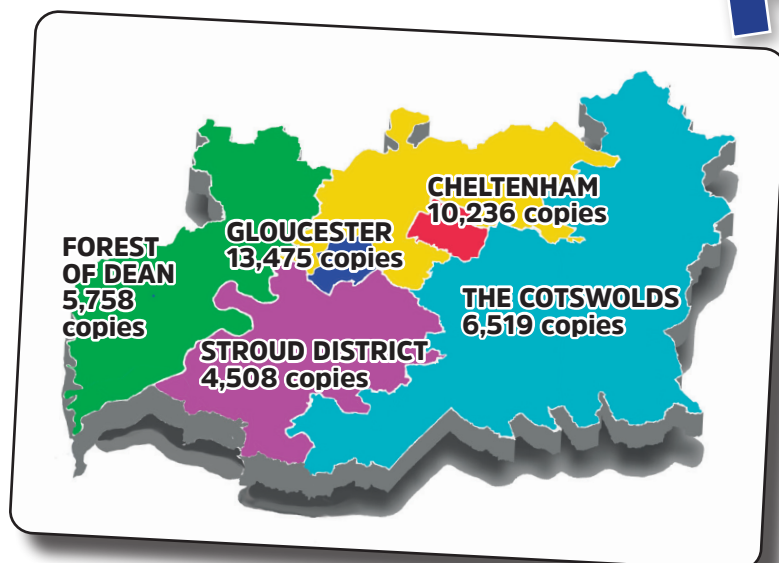 CHELTENHAM
10,236 copies
GLOUCESTER
13,475 copies
FOREST
OF DEAN
5,758
copies
THE COTSWOLDS
6,519 copies
STROUD DISTRICT
4,508 copies